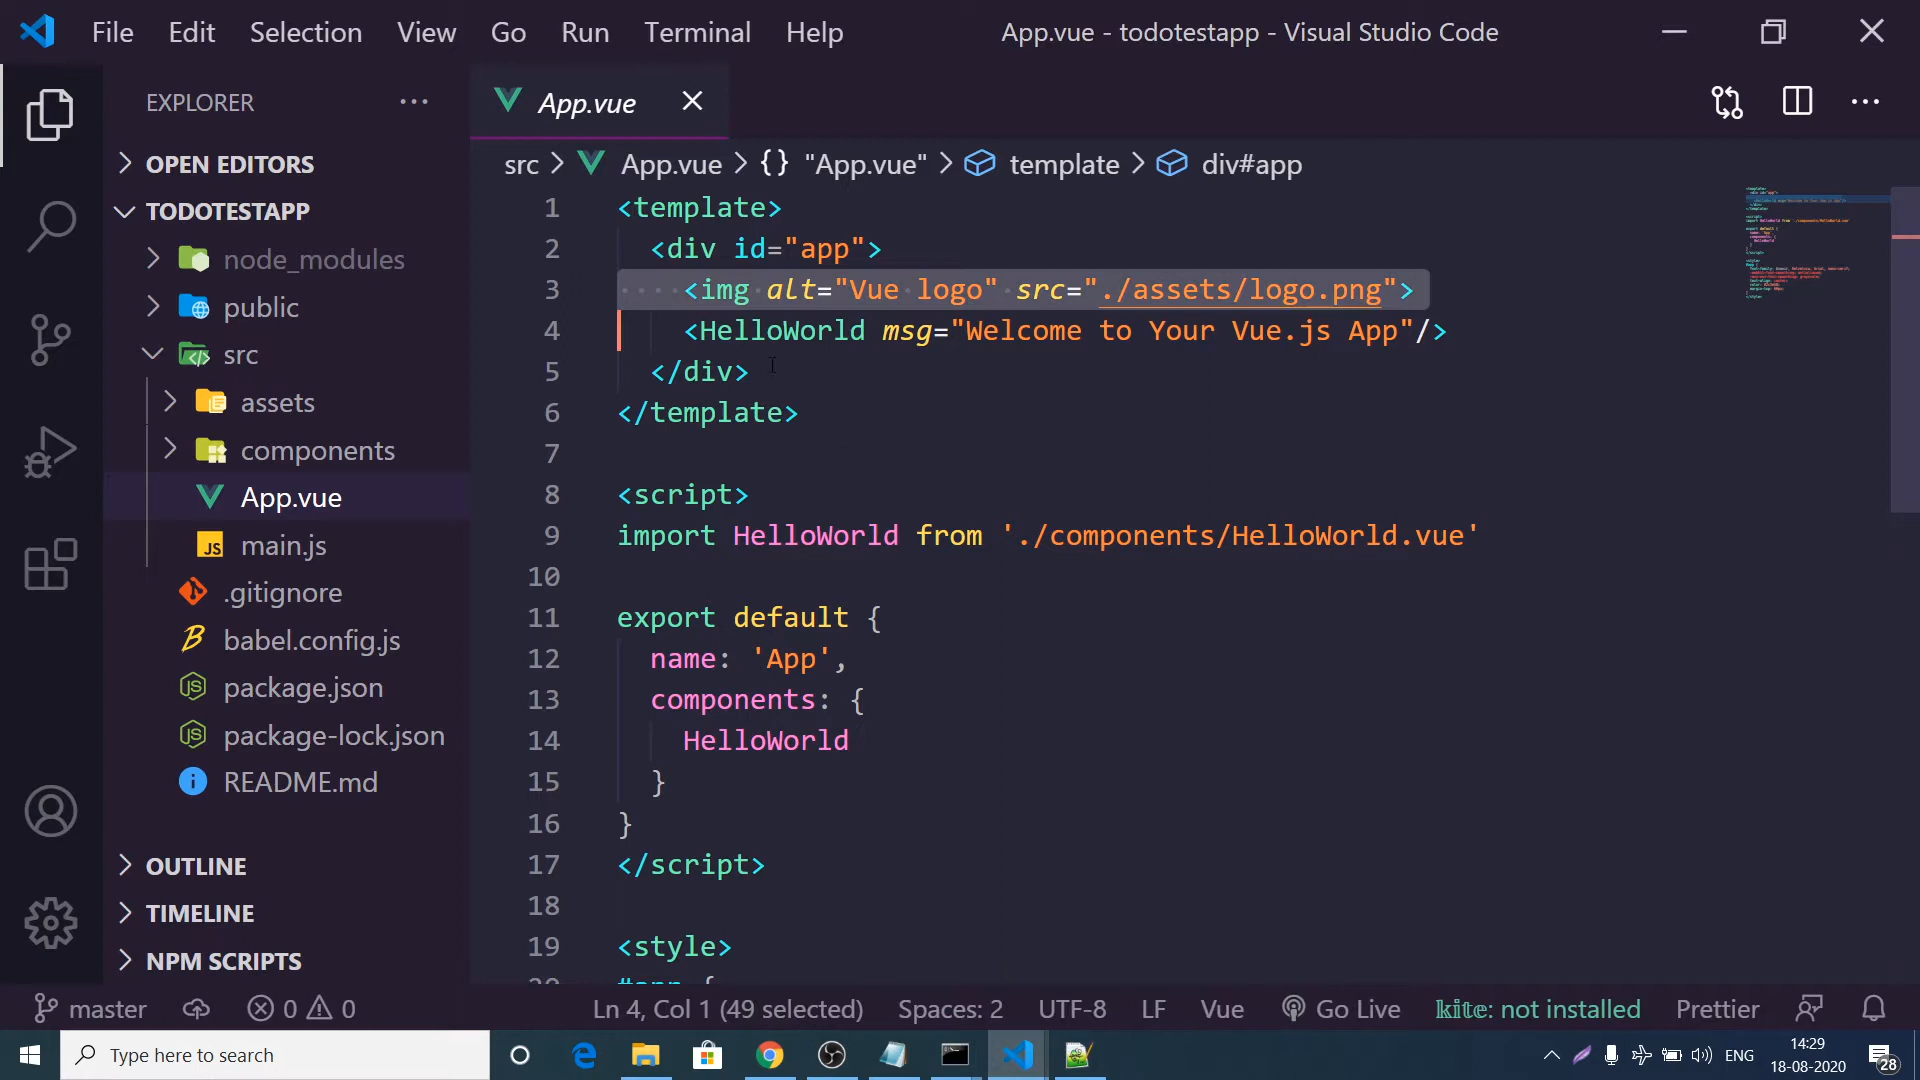 File Edit Selection View Go Run Terminal Help
App.vue - todotestapp - Visual Studio Code
EXPLORER
OPEN EDITORS
TODOTESTAPP
node_modules
public
src
assets
components
App.vue
JS main.js
.gitignore
babel.config.js
package.json
package-lock.json
README.md
OUTLINE
TIMELINE
NPM SCRIPTS
App.vue
src > App.vue > {} "App.vue" > template > div#app
1 <template>
2 <div id="app">
3 <img alt="Vue logo" src="./assets/logo.png">
4 <HelloWorld msg="Welcome to Your Vue.js App"/>
5 </div>
6 </template>
7
8 <script>
9 import HelloWorld from './components/HelloWorld.vue'
10
11 export default {
12 name: 'App',
13 components: {
14 HelloWorld
15 }
16 }
17 </script>
18
19 <style>
master 0 0 Ln 4, Col 1 (49 selected) Spaces: 2 UTF-8 LF Vue Go Live kite: not installed Prettier
Type here to search
ENG
14:29
18-08-2020
28